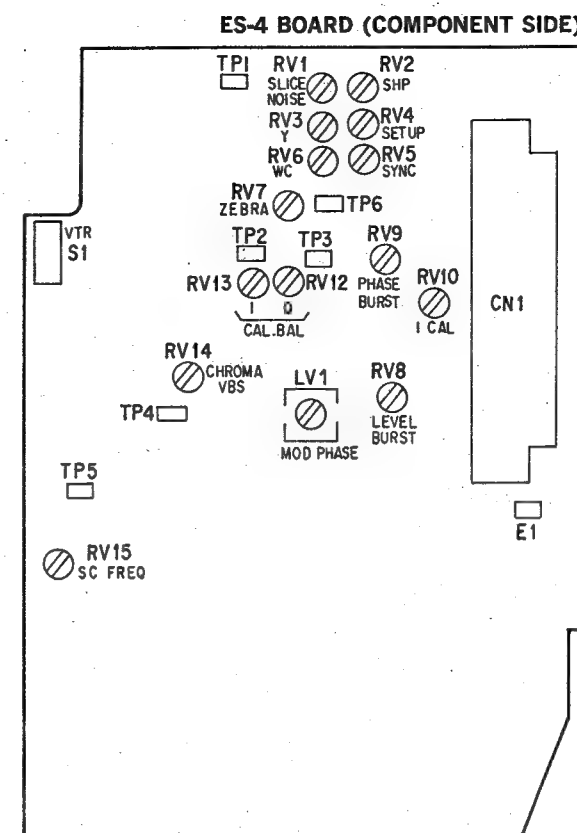 ES-4 BOARD (COMPONENT SIDE)
TP1
RV1
SLICE
NOISE
RV2
SHP
RV3
Y
RV4
SETUP
RV6
WC
RV5
SYNC
RV7
ZEBRA
TP6
VTR
S1
TP2
TP3
RV9
PHASE
BURST
RV13
RV12
I
Q
CAL.BAL
RV10
I CAL
CN1
RV14
CHROMA
VBS
LV1
MOD PHASE
RV8
LEVEL
BURST
TP4
TP5
E1
RV15
SC FREQ